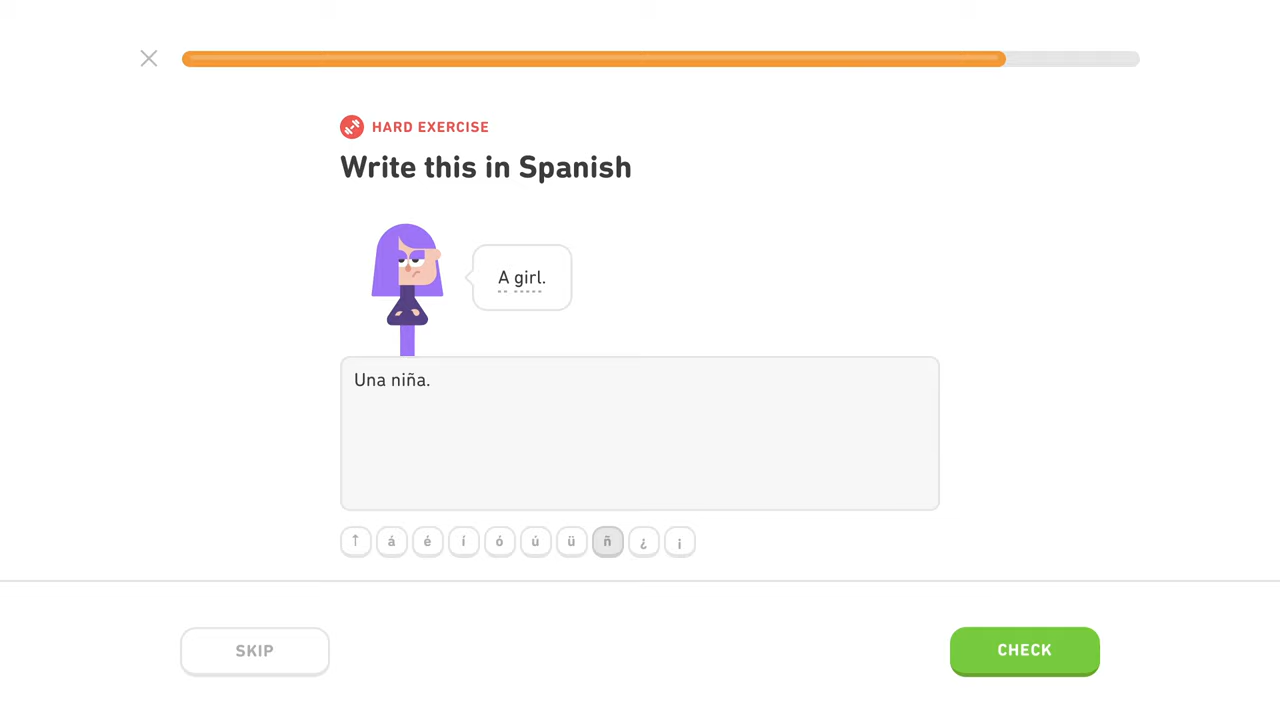 HARD EXERCISE
Write this in Spanish
A girl.
Una niña.
↑ á é í ó ú ü ñ ¿ ¡
SKIP
CHECK